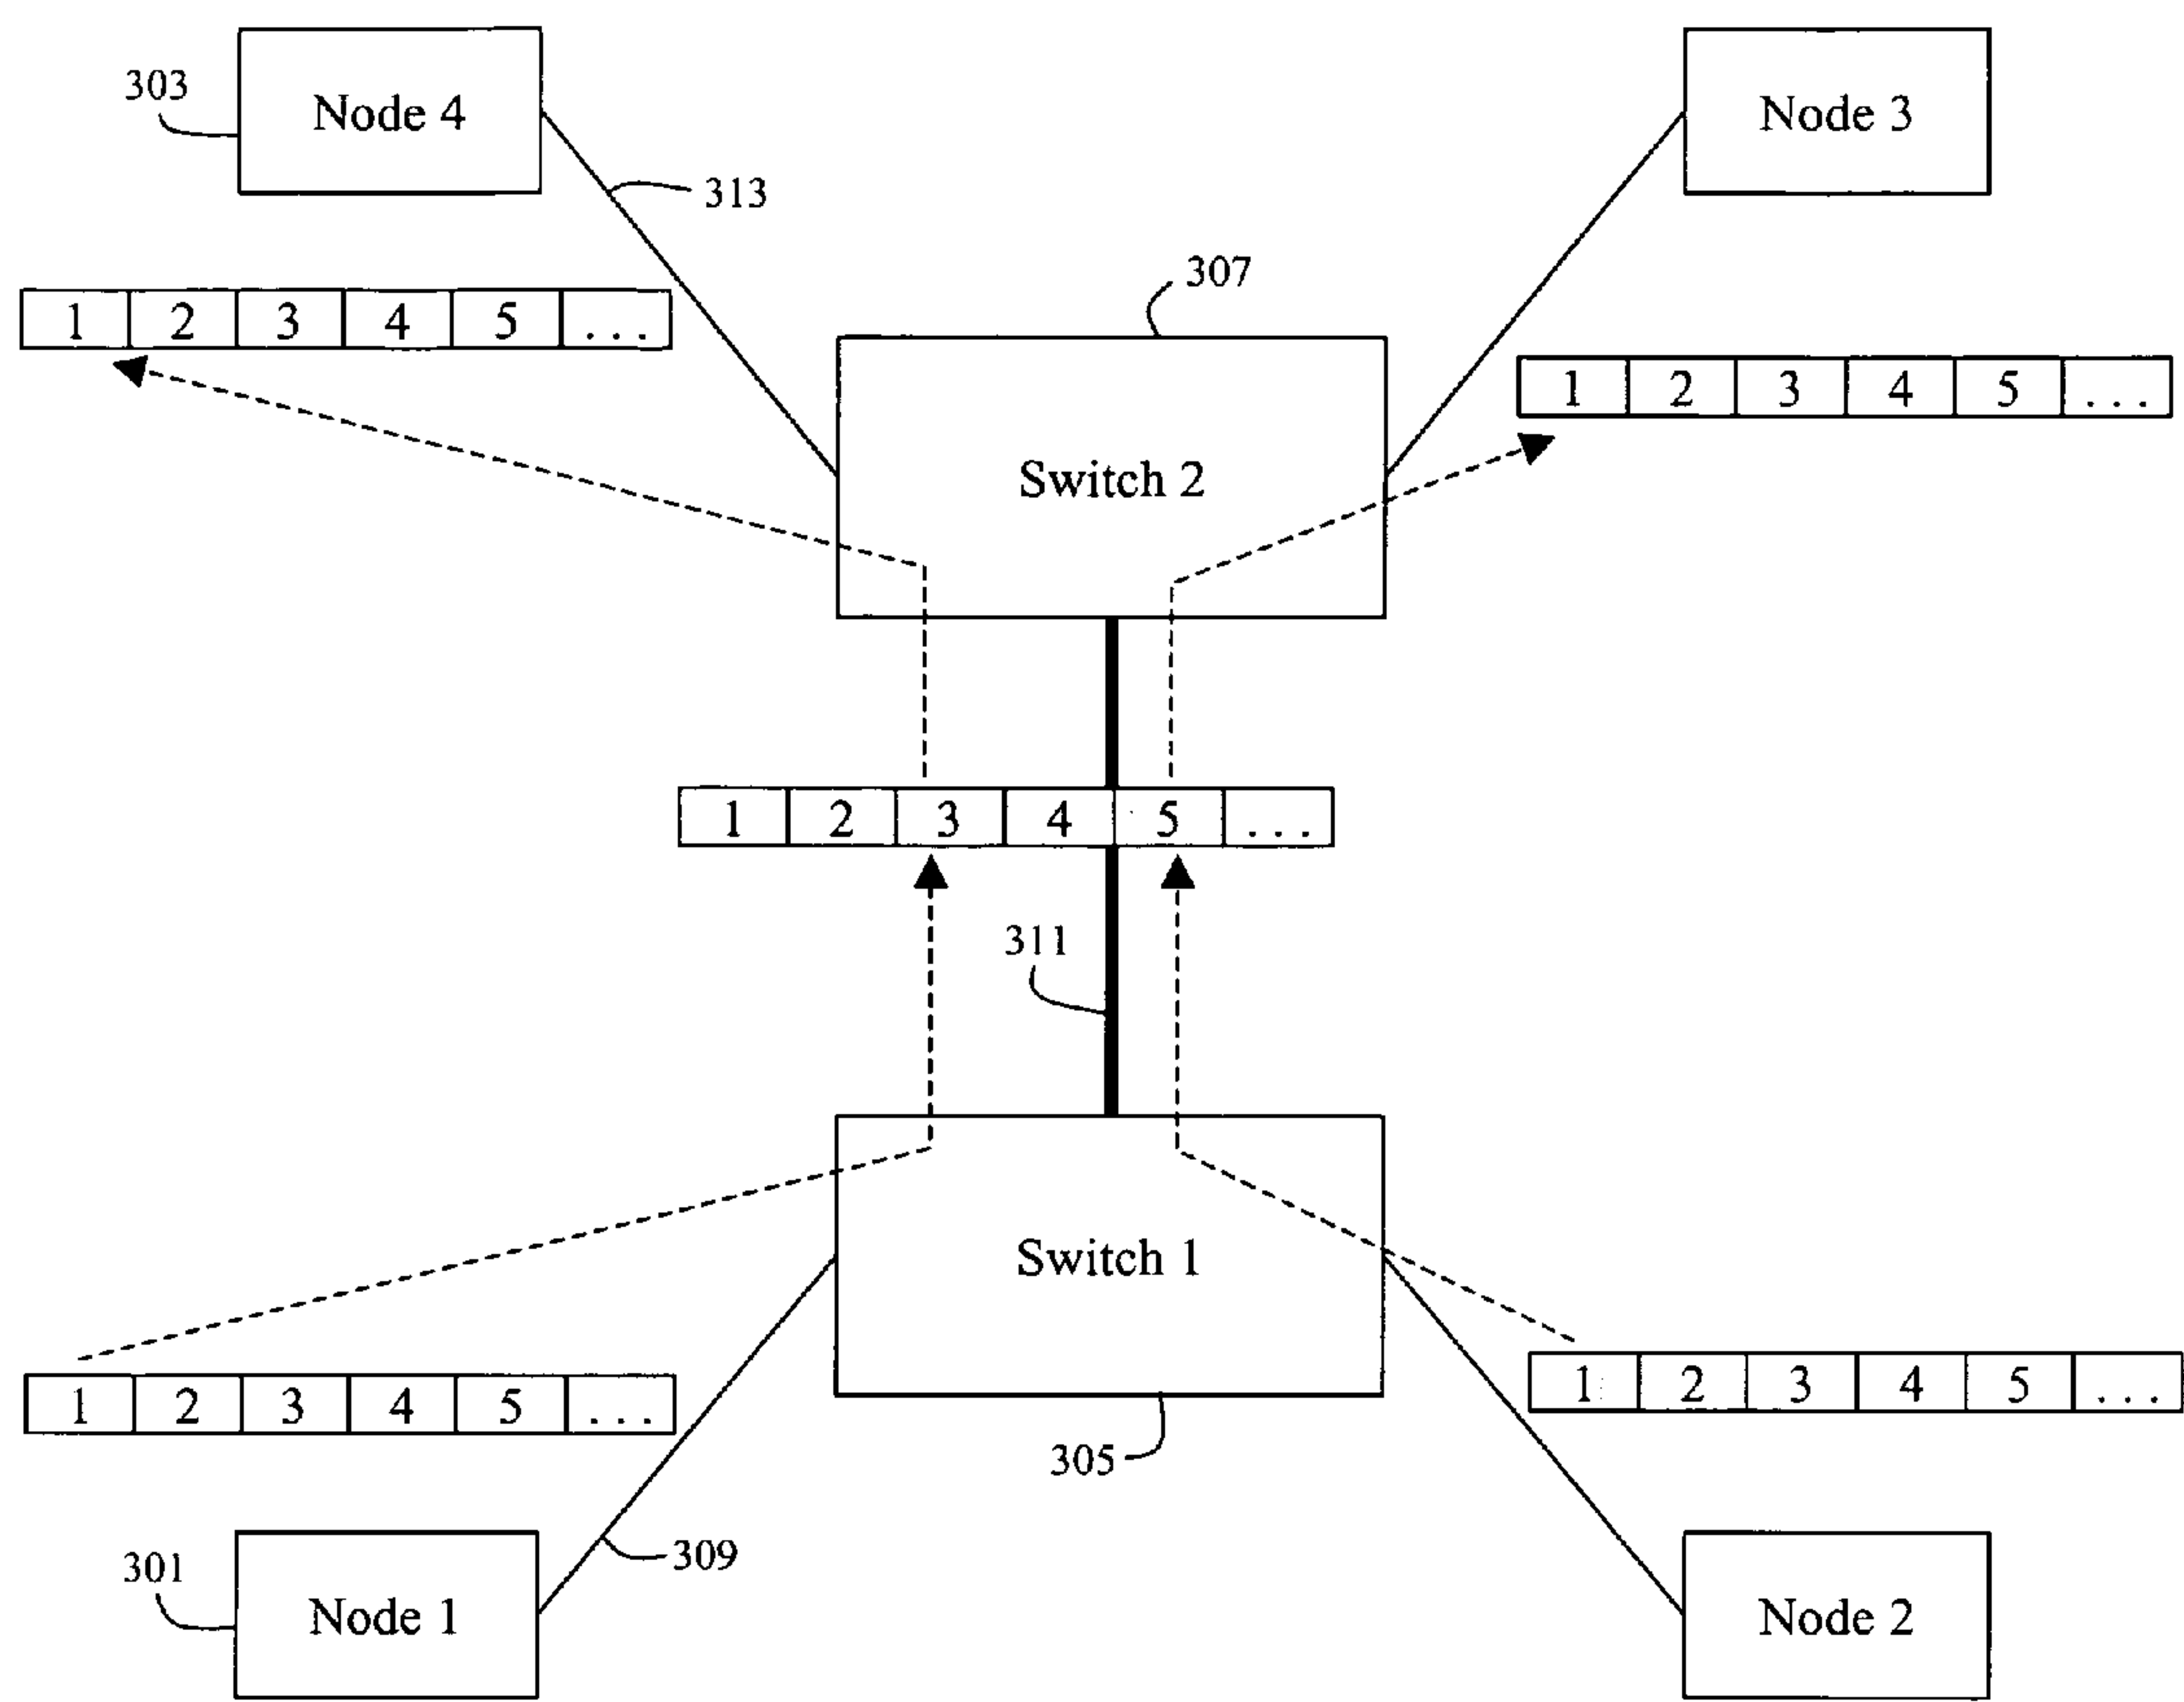 303
Node 4
Node 3
313
307
1 2 3 4 5 ...
1 2 3 4 5 ...
Switch 2
1 2 3 4 5 ...
311
Switch 1
1 2 3 4 5 ...
1 2 3 4 5 ...
305
309
301
Node 1
Node 2